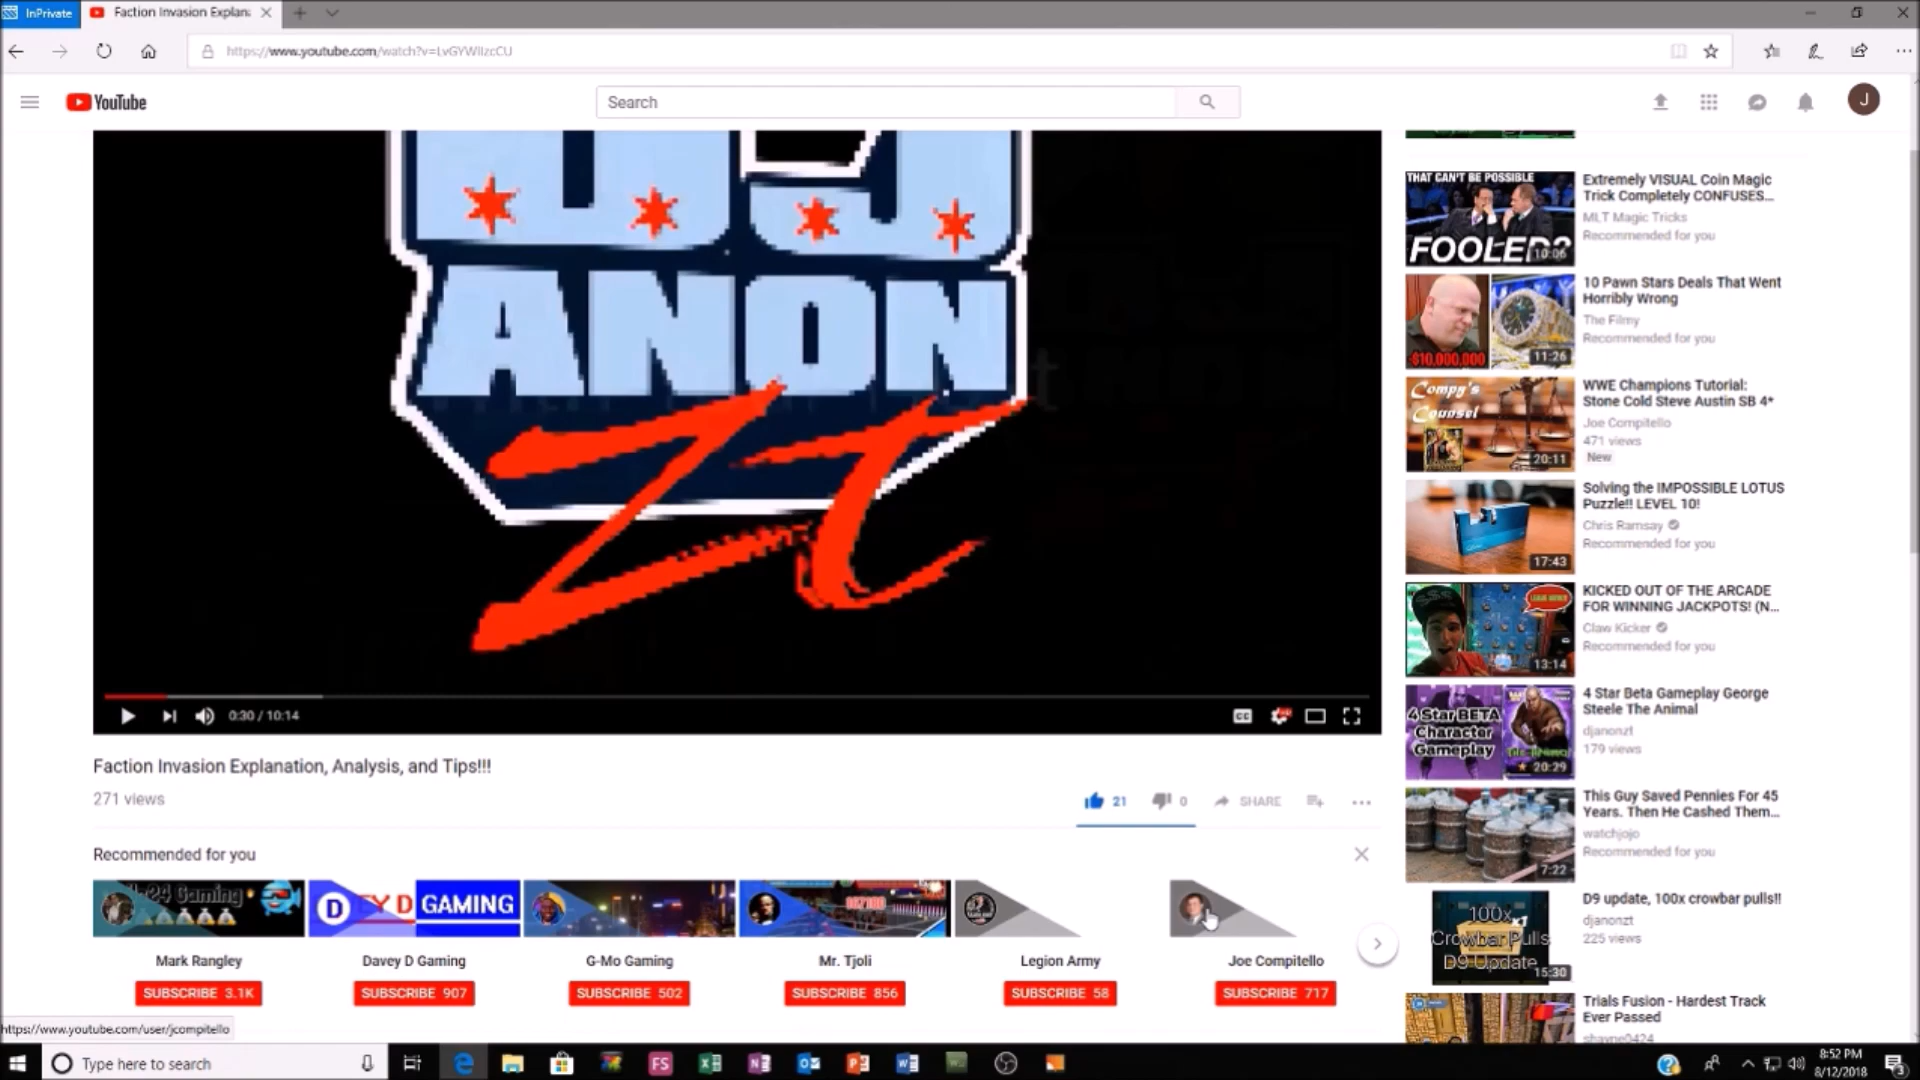 InPrivate
Faction Invasion Explan
https://www.youtube.com/watch?v=LvGYWIIzcCU
YouTube
Search
J
DJ
ANON
Zt
0:30 / 10:14
CC
Faction Invasion Explanation, Analysis, and Tips!!!
271 views
21
0
SHARE
Recommended for you
24 Gaming
D
EY D
GAMING
Mark Rangley
Davey D Gaming
G-Mo Gaming
Mr. Tjoli
Legion Army
Joe Compitello
SUBSCRIBE 3.1K
SUBSCRIBE 907
SUBSCRIBE 502
SUBSCRIBE 856
SUBSCRIBE 58
SUBSCRIBE 717
THAT CAN'T BE POSSIBLE
FOOLED?
10:06
Extremely VISUAL Coin Magic
Trick Completely CONFUSES...
MLT Magic Tricks
Recommended for you
$10,000,000
11:26
10 Pawn Stars Deals That Went
Horribly Wrong
The Filmy
Recommended for you
Compy's
Counsel
20:11
WWE Champions Tutorial:
Stone Cold Steve Austin SB 4*
Joe Compitello
471 views
New
17:43
Solving the IMPOSSIBLE LOTUS
Puzzle!! LEVEL 10!
Chris Ramsay
Recommended for you
13:14
KICKED OUT OF THE ARCADE
FOR WINNING JACKPOTS! (N...
Claw Kicker
Recommended for you
4 Star BETA
Character
Gameplay
20:29
4 Star Beta Gameplay George
Steele The Animal
djanonzt
179 views
7:22
This Guy Saved Pennies For 45
Years. Then He Cashed Them...
watchjojo
Recommended for you
100x
Crowbar Pulls
D9 Update
15:30
D9 update, 100x crowbar pulls!!
djanonzt
225 views
Trials Fusion - Hardest Track
Ever Passed
shayne0424
https://www.youtube.com/user/jcompitello
Type here to search
FS
8:52 PM
8/12/2018
3